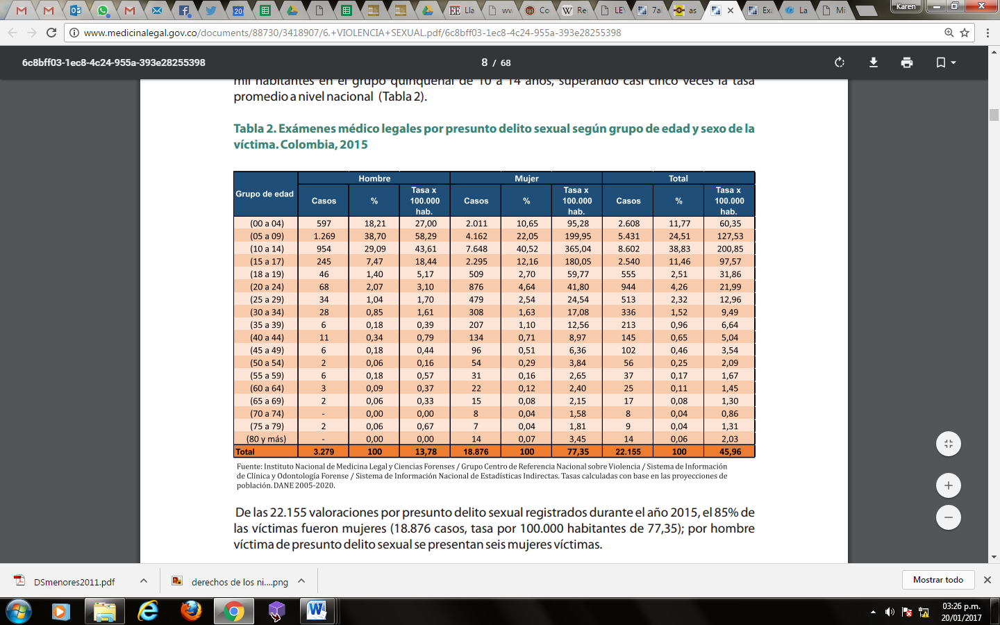 Karen
20
Lla
wv
Co
Re
LE
7al
as
Exa
La
Mi
www.medicinalegal.gov.co/documents/88730/3418907/6.+VIOLENCIA+SEXUAL.pdf/6c8bff03-1ec8-4c24-955a-393e28255398
6c8bff03-1ec8-4c24-955a-393e28255398 8 / 68
mil habitantes en el grupo quinquenal de 10 a 14 años, superando casi cinco veces la tasa
promedio a nivel nacional (Tabla 2).
Tabla 2. Exámenes médico legales por presunto delito sexual según grupo de edad y sexo de la
víctima. Colombia, 2015
Grupo de edad Hombre Mujer Total
Casos % Tasa x 100.000 hab. Casos % Tasa x 100.000 hab. Casos % Tasa x 100.000 hab.
(00 a 04) 597 18,21 27,00 2.011 10,65 95,28 2.608 11,77 60,35
(05 a 09) 1.269 38,70 58,29 4.162 22,05 199,95 5.431 24,51 127,53
(10 a 14) 954 29,09 43,61 7.648 40,52 365,04 8.602 38,83 200,85
(15 a 17) 245 7,47 18,44 2.295 12,16 180,05 2.540 11,46 97,57
(18 a 19) 46 1,40 5,17 509 2,70 59,77 555 2,51 31,86
(20 a 24) 68 2,07 3,10 876 4,64 41,80 944 4,26 21,99
(25 a 29) 34 1,04 1,70 479 2,54 24,54 513 2,32 12,96
(30 a 34) 28 0,85 1,61 308 1,63 17,08 336 1,52 9,49
(35 a 39) 6 0,18 0,39 207 1,10 12,56 213 0,96 6,64
(40 a 44) 11 0,34 0,79 134 0,71 8,97 145 0,65 5,04
(45 a 49) 6 0,18 0,44 96 0,51 6,36 102 0,46 3,54
(50 a 54) 2 0,06 0,16 54 0,29 3,84 56 0,25 2,09
(55 a 59) 6 0,18 0,57 31 0,16 2,65 37 0,17 1,67
(60 a 64) 3 0,09 0,37 22 0,12 2,40 25 0,11 1,45
(65 a 69) 2 0,06 0,33 15 0,08 2,15 17 0,08 1,30
(70 a 74) - 0,00 0,00 8 0,04 1,58 8 0,04 0,86
(75 a 79) 2 0,06 0,67 7 0,04 1,81 9 0,04 1,31
(80 y más) - 0,00 0,00 14 0,07 3,45 14 0,06 2,03
Total 3.279 100 13,78 18.876 100 77,35 22.155 100 45,96
Fuente: Instituto Nacional de Medicina Legal y Ciencias Forenses / Grupo Centro de Referencia Nacional sobre Violencia / Sistema de Información
de Clínica y Odontología Forense / Sistema de Información Nacional de Estadísticas Indirectas. Tasas calculadas con base en las proyecciones de
población. DANE 2005-2020.
De las 22.155 valoraciones por presunto delito sexual registrados durante el año 2015, el 85% de
las víctimas fueron mujeres (18.876 casos, tasa por 100.000 habitantes de 77,35); por hombre
víctima de presunto delito sexual se presentan seis mujeres víctimas.
DSmenores2011.pdf
derechos de los ni....png
Mostrar todo
03:26 p.m.
20/01/2017